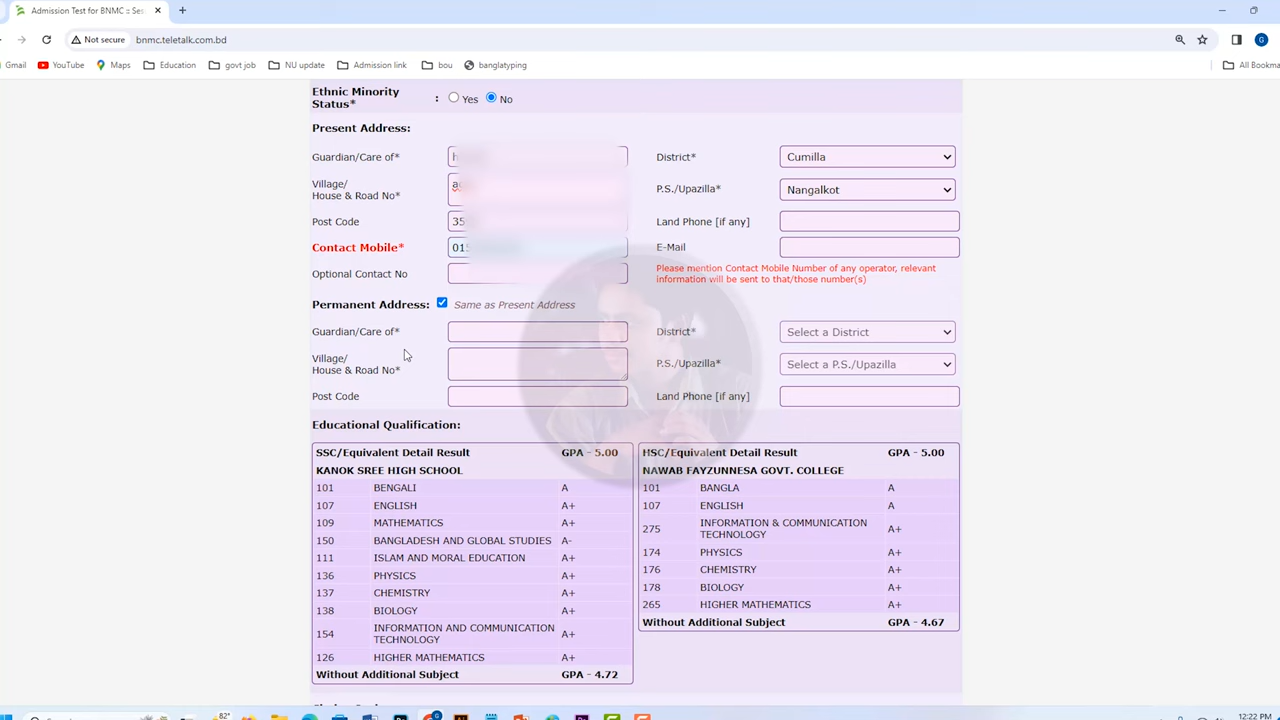 Admission Test for BNMC :: Ses
Not secure bnmc.teletalk.com.bd
Gmail YouTube Maps Education govt job NU update Admission link bou banglatyping All Bookma
Ethnic Minority Status* : Yes No
Present Address:
Guardian/Care of* District* Cumilla
Village/
House & Road No* P.S./Upazilla* Nangalkot
Post Code 35 Land Phone [if any]
Contact Mobile* 015 E-Mail
Optional Contact No Please mention Contact Mobile Number of any operator, relevant
information will be sent to that/those number(s)
Permanent Address: Same as Present Address
Guardian/Care of* District* Select a District
Village/
House & Road No* P.S./Upazilla* Select a P.S./Upazilla
Post Code Land Phone [if any]
Educational Qualification:
SSC/Equivalent Detail Result GPA - 5.00
KANOK SREE HIGH SCHOOL
101 BENGALI A
107 ENGLISH A+
109 MATHEMATICS A+
150 BANGLADESH AND GLOBAL STUDIES A-
111 ISLAM AND MORAL EDUCATION A+
136 PHYSICS A+
137 CHEMISTRY A+
138 BIOLOGY A+
154 INFORMATION AND COMMUNICATION TECHNOLOGY A+
126 HIGHER MATHEMATICS A+
Without Additional Subject GPA - 4.72
HSC/Equivalent Detail Result GPA - 5.00
NAWAB FAYZUNNESA GOVT. COLLEGE
101 BANGLA A
107 ENGLISH A
275 INFORMATION & COMMUNICATION TECHNOLOGY A+
174 PHYSICS A+
176 CHEMISTRY A+
178 BIOLOGY A+
265 HIGHER MATHEMATICS A+
Without Additional Subject GPA - 4.67
82°
12:22 PM